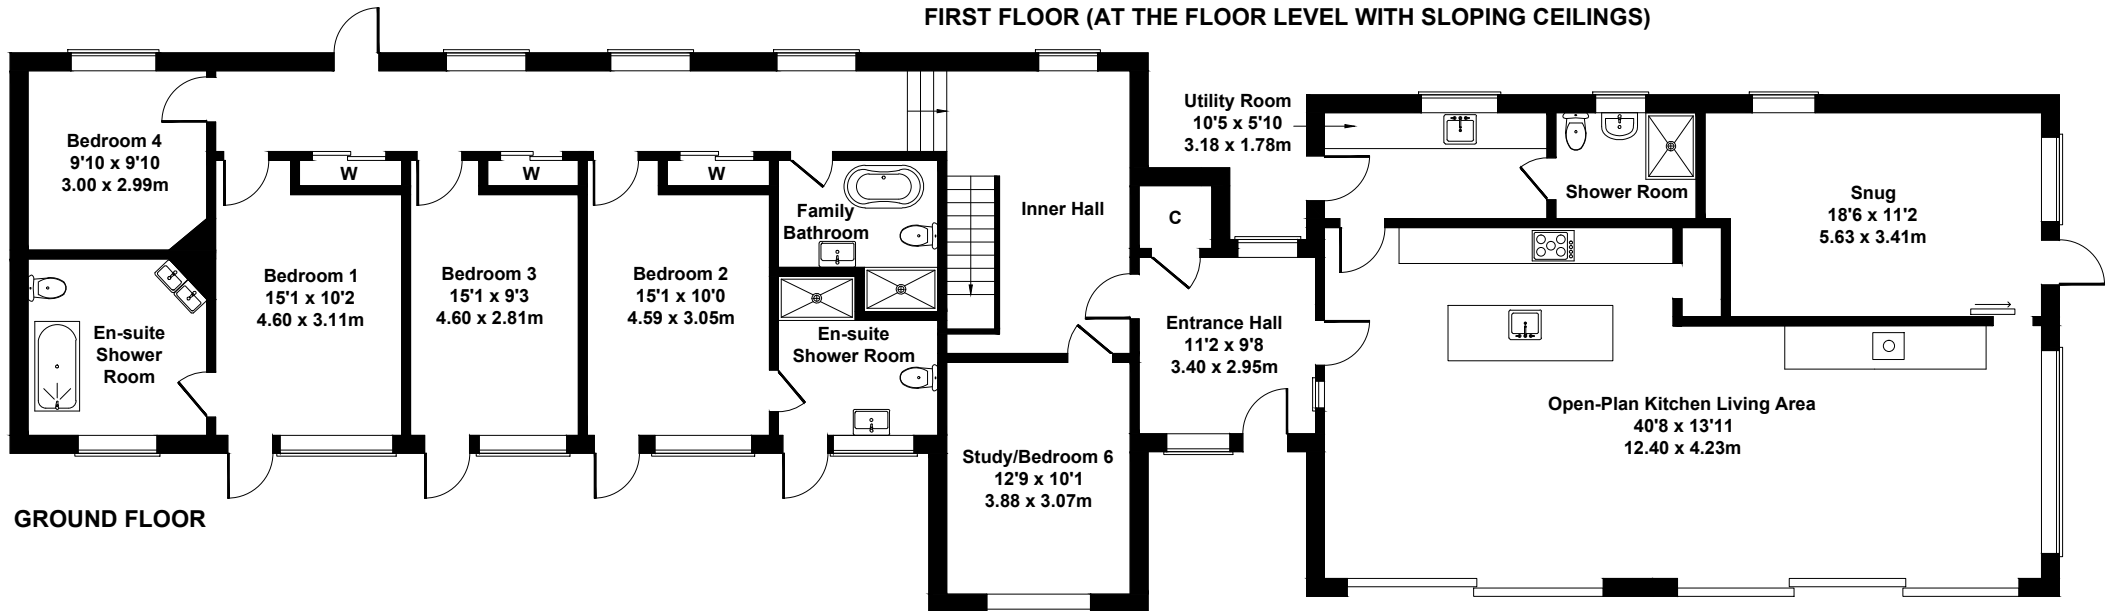 FIRST FLOOR (AT THE FLOOR LEVEL WITH SLOPING CEILINGS)
Bedroom 4
9'10 x 9'10
3.00 x 2.99m
W
W
W
Family
Bathroom
Inner Hall
C
Utility Room
10'5 x 5'10
3.18 x 1.78m
Shower Room
Snug
18'6 x 11'2
5.63 x 3.41m
Bedroom 1
15'1 x 10'2
4.60 x 3.11m
Bedroom 3
15'1 x 9'3
4.60 x 2.81m
Bedroom 2
15'1 x 10'0
4.59 x 3.05m
En-suite
Shower
Room
En-suite
Shower Room
Entrance Hall
11'2 x 9'8
3.40 x 2.95m
Open-Plan Kitchen Living Area
40'8 x 13'11
12.40 x 4.23m
Study/Bedroom 6
12'9 x 10'1
3.88 x 3.07m
GROUND FLOOR